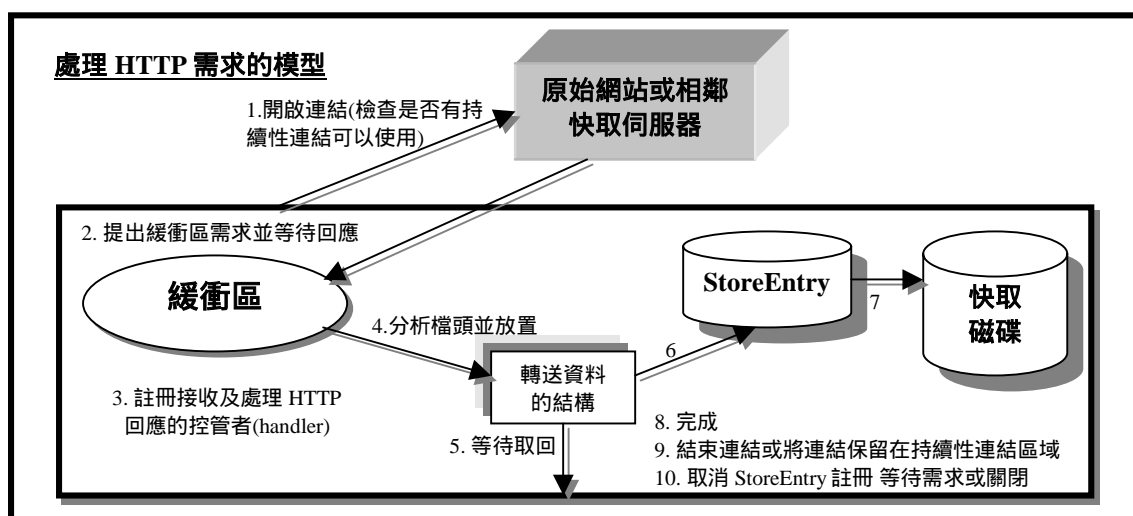 處理 HTTP 需求的模型
原始網站或相鄰
快取伺服器
1.開啟連結(檢查是否有持
續性連結可以使用)
2. 提出緩衝區需求並等待回應
緩衝區
StoreEntry
7
快取
磁碟
4.分析檔頭並放置
6
轉送資料
的結構
3. 註冊接收及處理 HTTP
回應的控管者(handler)
5. 等待取回
8. 完成
9. 結束連結或將連結保留在持續性連結區域
10. 取消 StoreEntry 註冊 等待需求或關閉